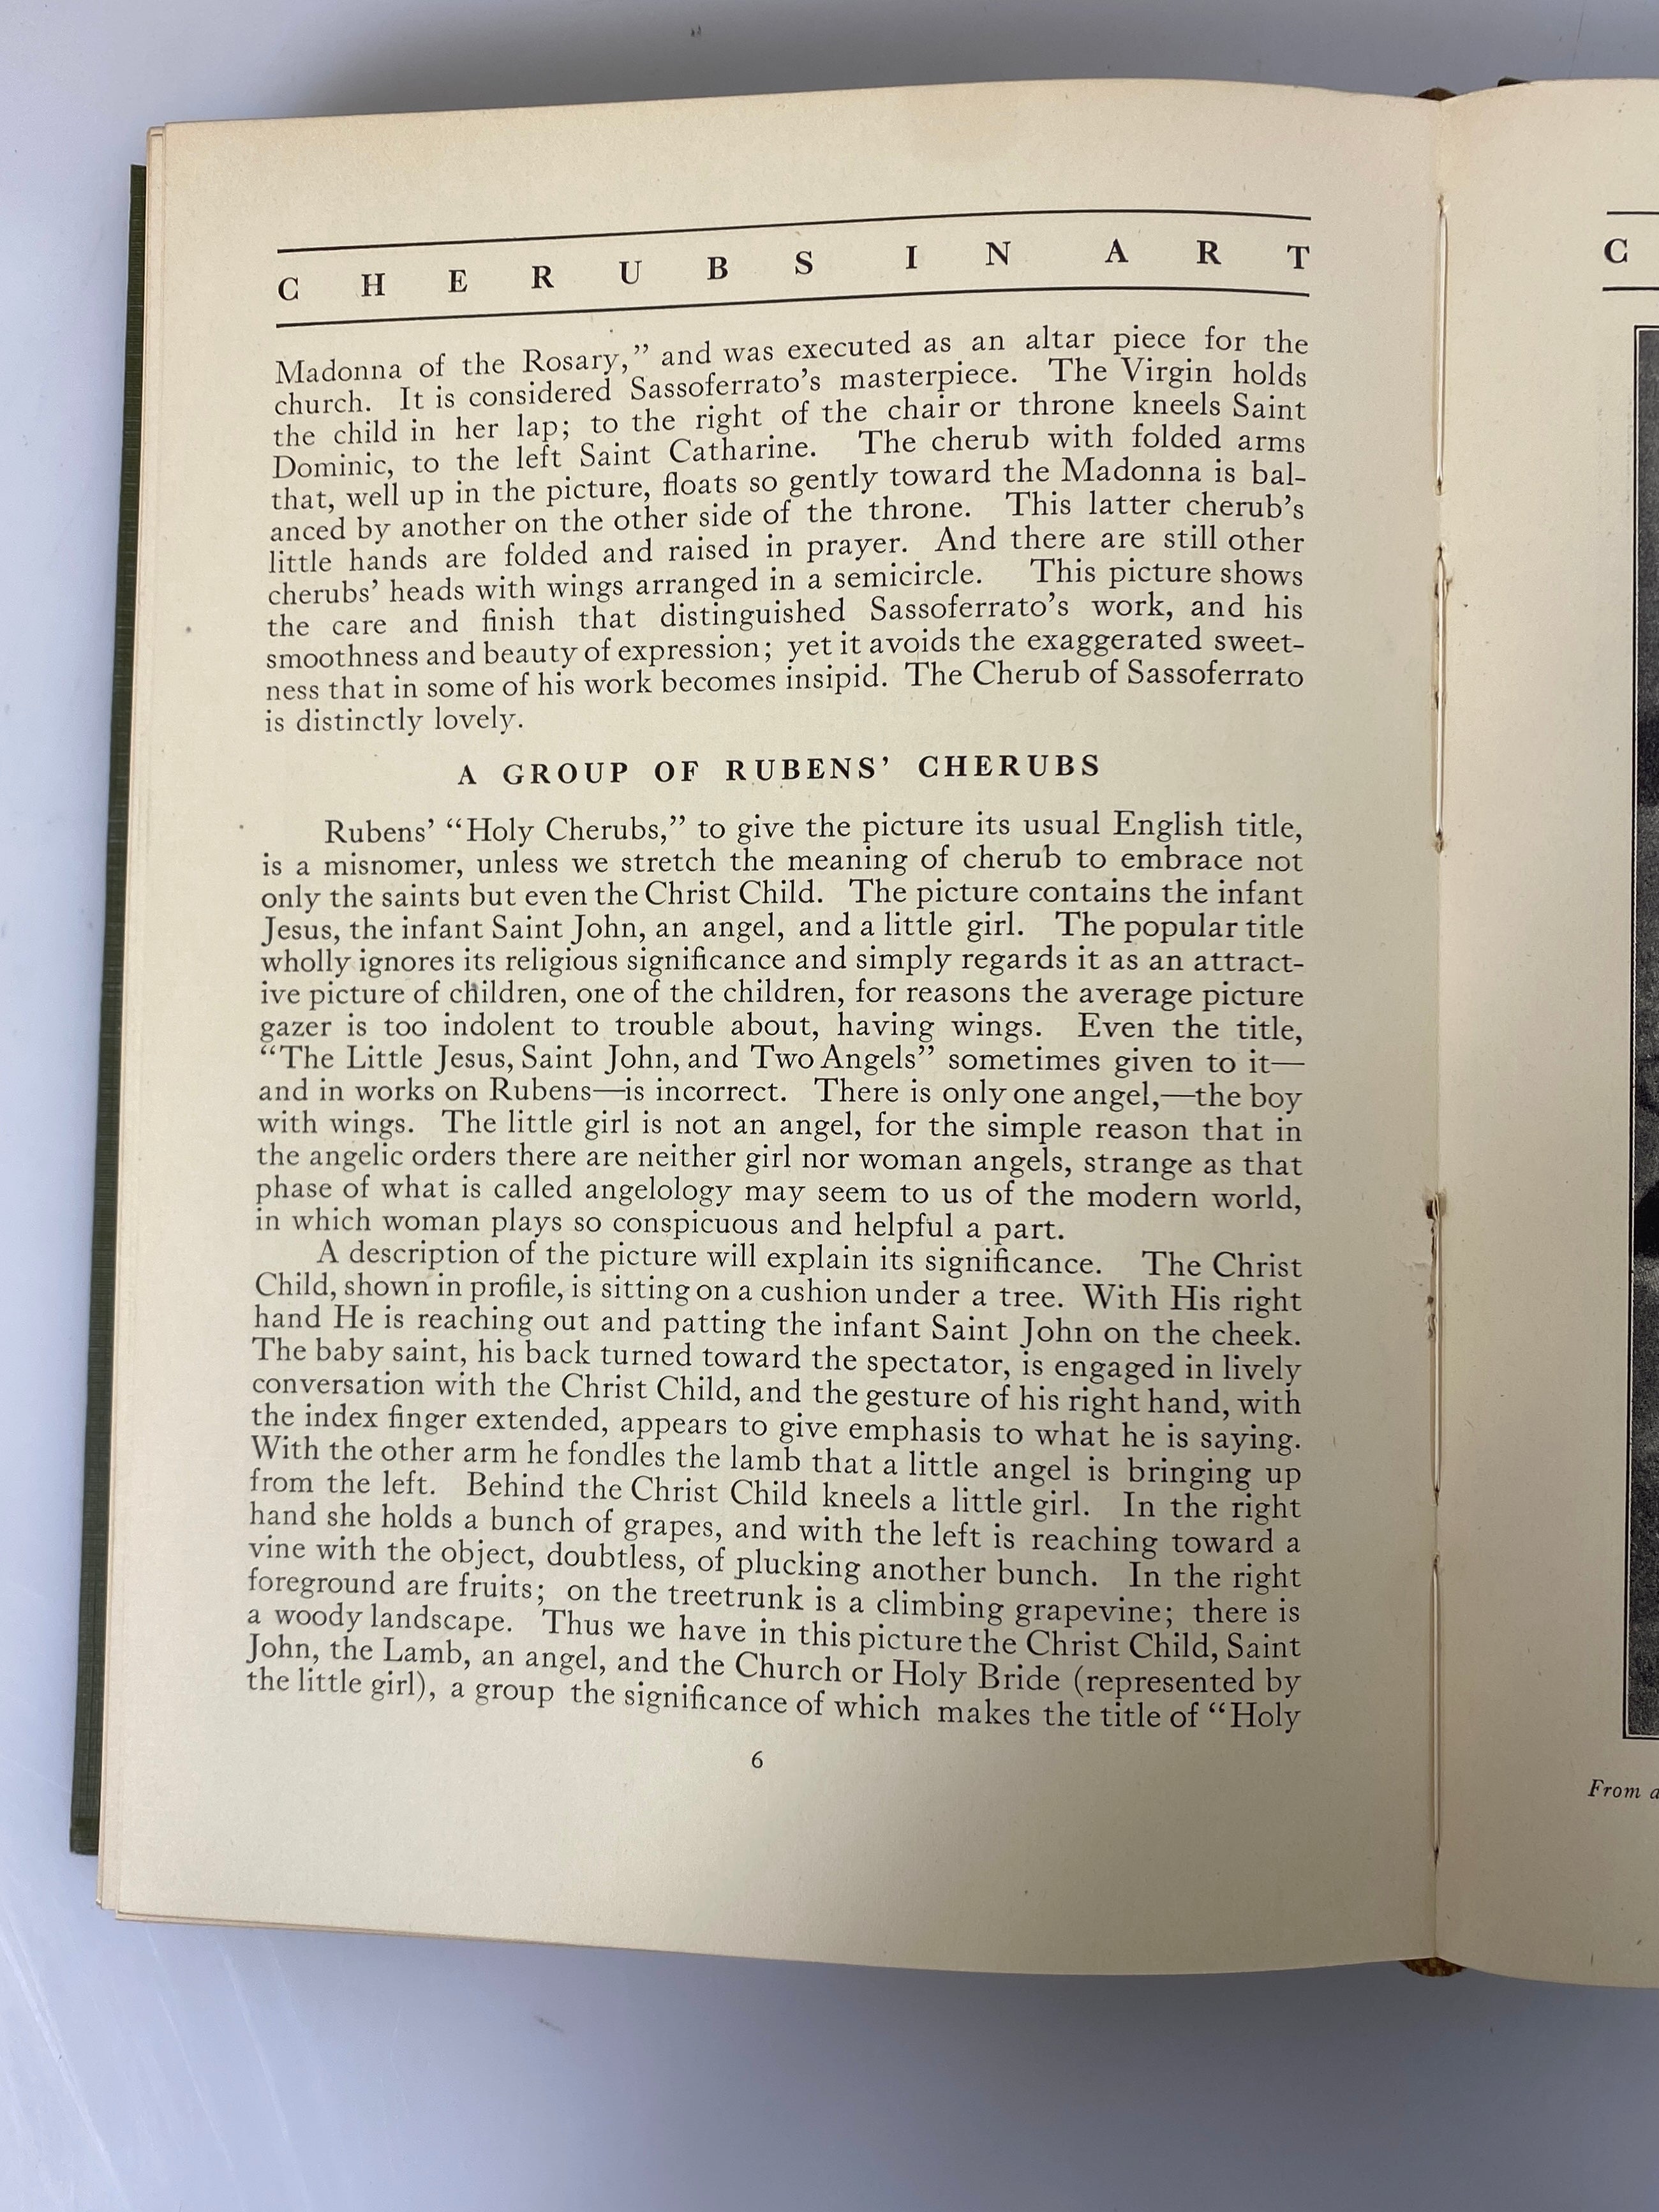 CHERUBS IN ART
Madonna of the Rosary,” and was executed as an altar piece for the
church. It is considered Sassoferrato’s masterpiece. The Virgin holds
the child in her lap; to the right of the chair or throne kneels Saint
Dominic, to the left Saint Catharine. The cherub with folded arms
that, well up in the picture, floats so gently toward the Madonna is bal-
anced by another on the other side of the throne. This latter cherub’s
little hands are folded and raised in prayer. And there are still other
cherubs’ heads with wings arranged in a semicircle. This picture shows
the care and finish that distinguished Sassoferrato’s work, and his
smoothness and beauty of expression; yet it avoids the exaggerated sweet-
ness that in some of his work becomes insipid. The Cherub of Sassoferrato
is distinctly lovely.
A GROUP OF RUBENS’ CHERUBS
Rubens’ “Holy Cherubs,” to give the picture its usual English title,
is a misnomer, unless we stretch the meaning of cherub to embrace not
only the saints but even the Christ Child. The picture contains the infant
Jesus, the infant Saint John, an angel, and a little girl. The popular title
wholly ignores its religious significance and simply regards it as an attract-
ive picture of children, one of the children, for reasons the average picture
gazer is too indolent to trouble about, having wings. Even the title,
“The Little Jesus, Saint John, and Two Angels” sometimes given to it—
and in works on Rubens—is incorrect. There is only one angel,—the boy
with wings. The little girl is not an angel, for the simple reason that in
the angelic orders there are neither girl nor woman angels, strange as that
phase of what is called angelology may seem to us of the modern world,
in which woman plays so conspicuous and helpful a part.
A description of the picture will explain its significance. The Christ
Child, shown in profile, is sitting on a cushion under a tree. With His right
hand He is reaching out and patting the infant Saint John on the cheek.
The baby saint, his back turned toward the spectator, is engaged in lively
conversation with the Christ Child, and the gesture of his right hand, with
the index finger extended, appears to give emphasis to what he is saying.
With the other arm he fondles the lamb that a little angel is bringing up
from the left. Behind the Christ Child kneels a little girl. In the right
hand she holds a bunch of grapes, and with the left is reaching toward a
vine with the object, doubtless, of plucking another bunch. In the right
foreground are fruits; on the treetrunk is a climbing grapevine; there is
a woody landscape. Thus we have in this picture the Christ Child, Saint
John, the Lamb, an angel, and the Church or Holy Bride (represented by
the little girl), a group the significance of which makes the title of “Holy
6
C
From a